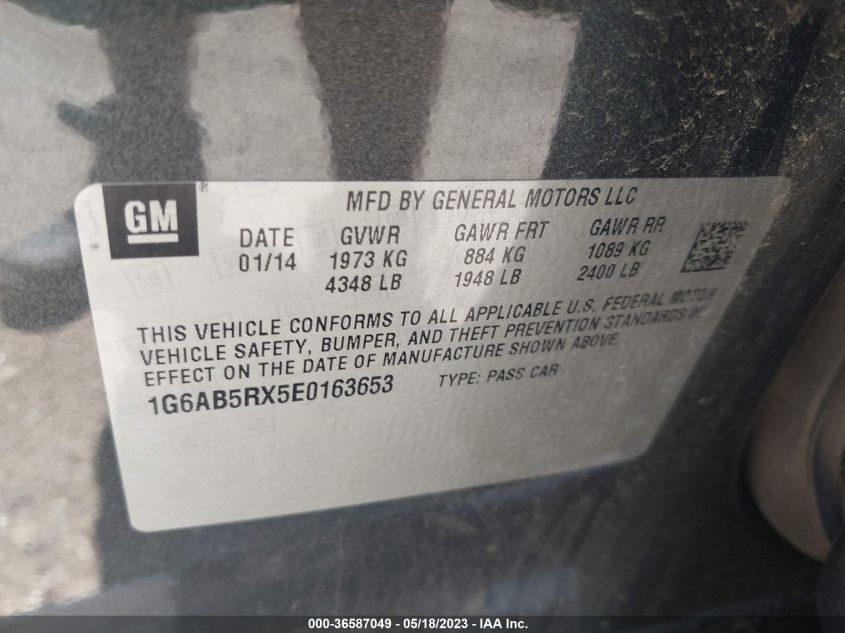 GM ®
MFD BY GENERAL MOTORS LLC
DATE GVWR GAWR FRT GAWR RR
01/14 1973 KG 884 KG 1089 KG
4348 LB 1948 LB 2400 LB
THIS VEHICLE CONFORMS TO ALL APPLICABLE U.S. FEDERAL MOTOR
VEHICLE SAFETY, BUMPER, AND THEFT PREVENTION STANDARDS IN
EFFECT ON THE DATE OF MANUFACTURE SHOWN ABOVE.
1G6AB5RX5E0163653 TYPE: PASS CAR
000-36587049 - 05/18/2023 - IAA Inc.